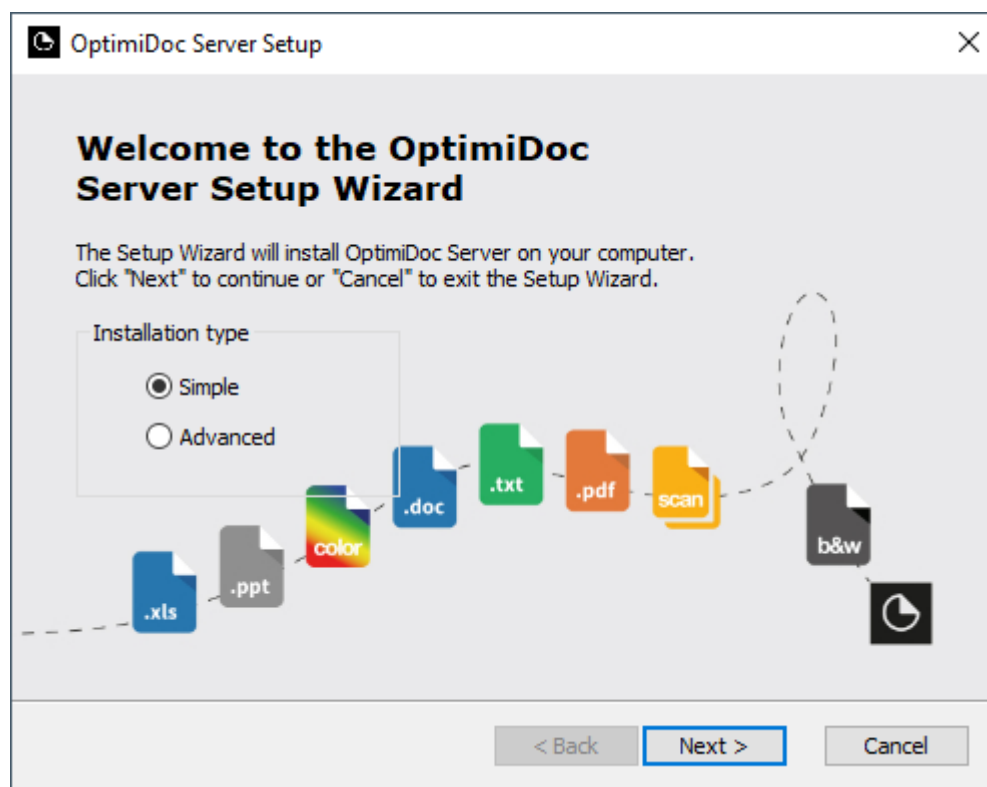 OptimiDoc Server Setup
Welcome to the OptimiDoc
Server Setup Wizard
The Setup Wizard will install OptimiDoc Server on your computer.
Click "Next" to continue or "Cancel" to exit the Setup Wizard.
Installation type
Simple
Advanced
.xls
.ppt
color
.doc
.txt
.pdf
scan
b&w
< Back
Next >
Cancel